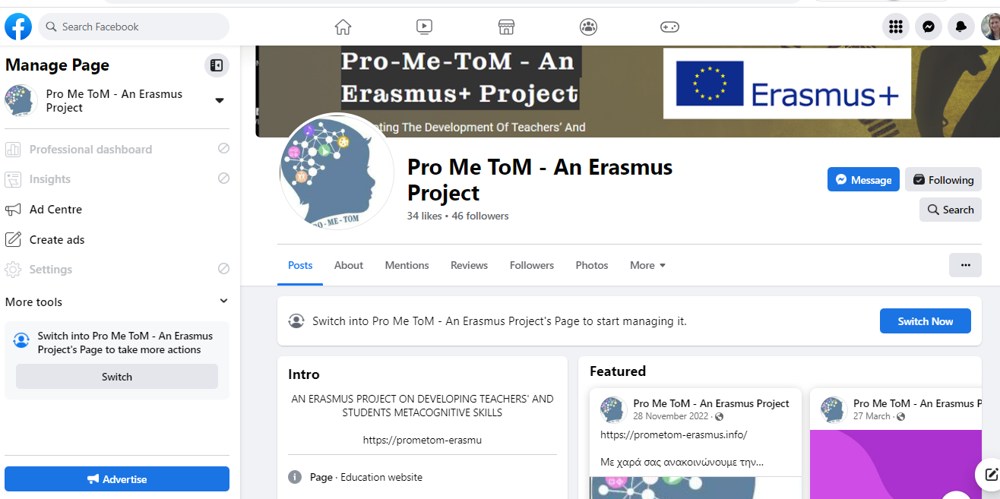 Search Facebook
Manage Page
Pro Me ToM - An Erasmus
Project
Professional dashboard
Insights
Ad Centre
Create ads
Settings
More tools
Switch into Pro Me ToM - An Erasmus
Project's Page to take more actions
Switch
Advertise
Pro-Me-ToM - An
Erasmus+ Project
ting The Development Of Teachers' And
Erasmus+
PRO-ME-TOM
Pro Me ToM - An Erasmus
Project
34 likes • 46 followers
Message
Following
Search
Posts About Mentions Reviews Followers Photos More
Switch into Pro Me ToM - An Erasmus Project's Page to start managing it.
Switch Now
Intro
AN ERASMUS PROJECT ON DEVELOPING TEACHERS' AND
STUDENTS METACOGNITIVE SKILLS
https://prometom-erasmu
Page · Education website
Featured
Pro Me ToM - An Erasmus Project
28 November 2022 ·
https://prometom-erasmus.info/
Με χαρά σας ανακοινώνουμε την...
Pro Me ToM - An Erasmus P
27 March ·